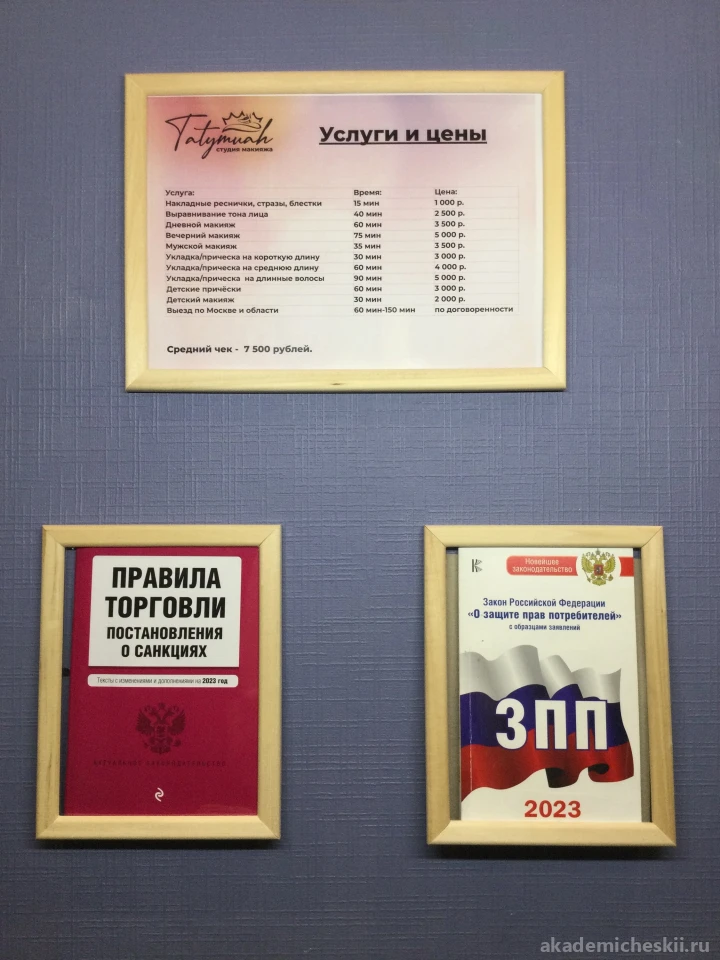 Татуmuah
студия макияжа
Услуги и цены
Услуга: Время: Цена:
Накладные реснички, стразы, блестки 15 мин 1 000 р.
Выравнивание тона лица 40 мин 2 500 р.
Дневной макияж 60 мин 3 500 р.
Вечерний макияж 75 мин 5 000 р.
Мужской макияж 35 мин 3 500 р.
Укладка/прическа на короткую длину 30 мин 3 000 р.
Укладка/прическа на среднюю длину 60 мин 4 000 р.
Укладка/прическа на длинные волосы 90 мин 5 000 р.
Детские причёски 60 мин 3 000 р.
Детский макияж 30 мин 2 000 р.
Выезд по Москве и области 60 мин-150 мин по договоренности
Средний чек - 7 500 рублей.
ПРАВИЛА
ТОРГОВЛИ
ПОСТАНОВЛЕНИЯ
О САНКЦИЯХ
Тексты с изменениями и дополнениями на 2023 год
АКТУАЛЬНОЕ ЗАКОНОДАТЕЛЬСТВО
Новейшее
законодательство
Закон Российской Федерации
«О защите прав потребителей»
с образцами заявлений
ЗПП
2023
akademicheskii.ru